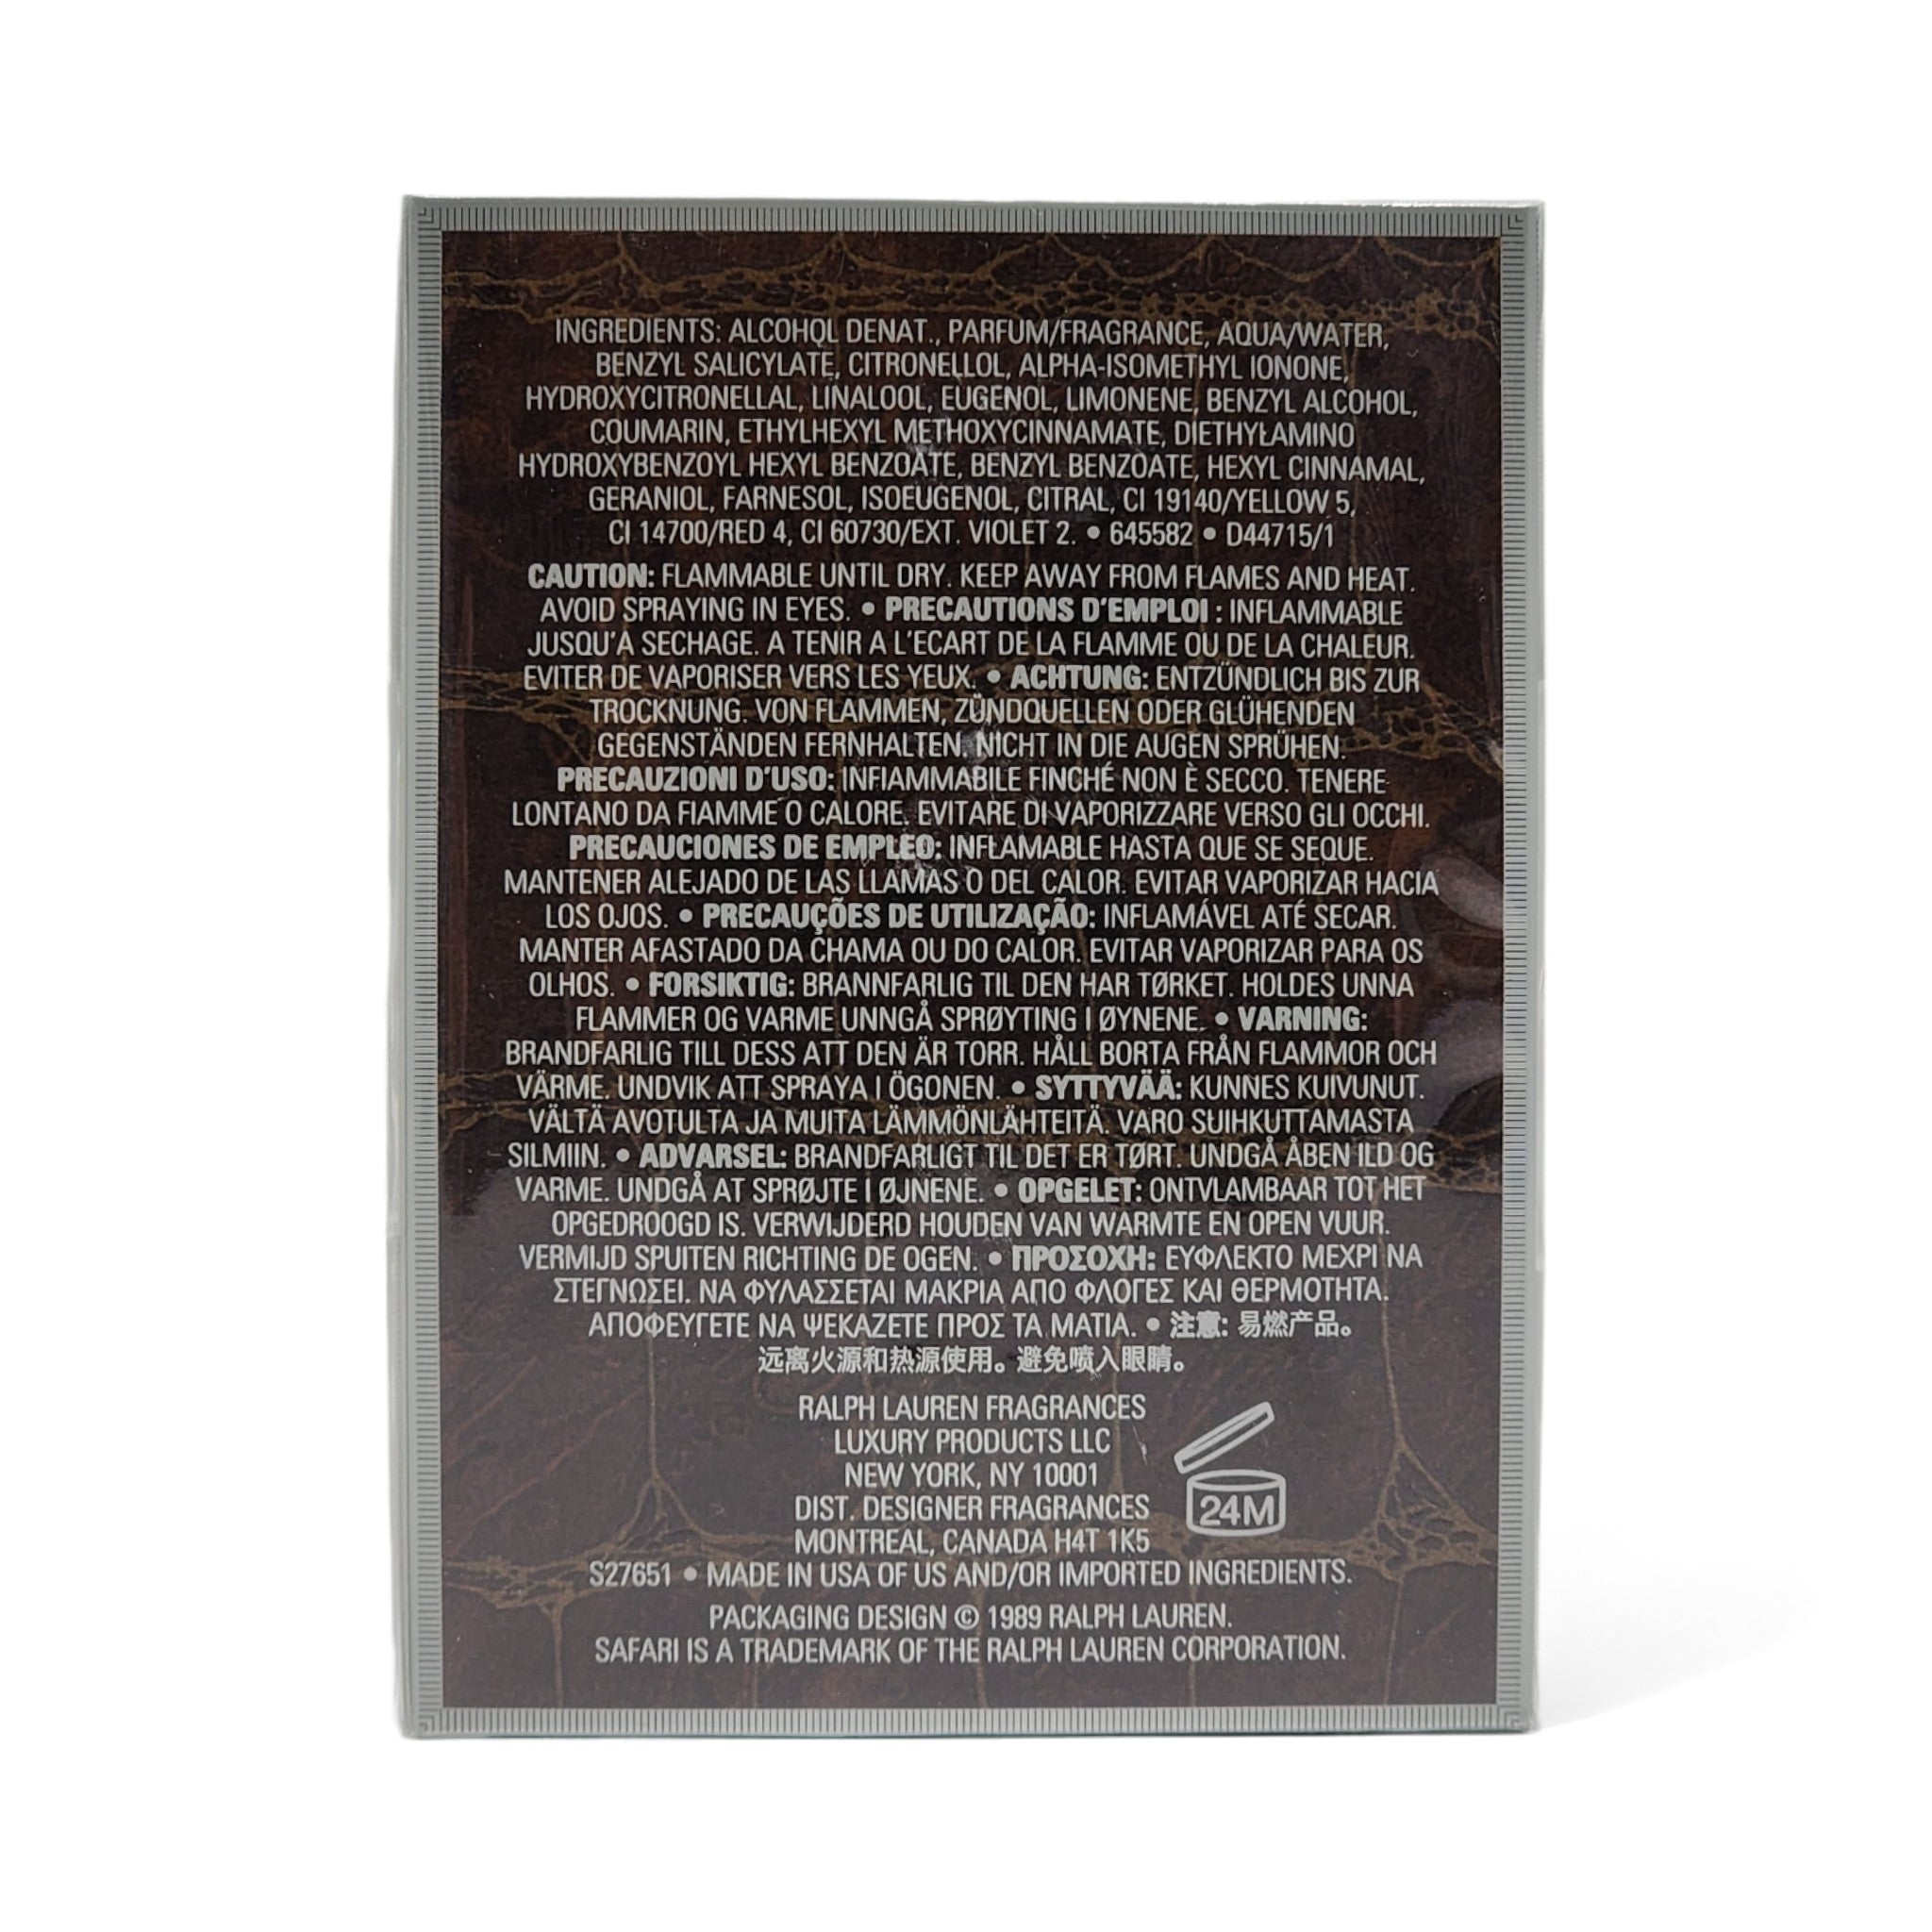 INGREDIENTS: ALCOHOL DENAT., PARFUM/FRAGRANCE, AQUA/WATER,
BENZYL SALICYLATE, CITRONELLOL, ALPHA-ISOMETHYL IONONE,
HYDROXYCITRONELLAL, LINALOOL, EUGENOL, LIMONENE, BENZYL ALCOHOL,
COUMARIN, ETHYLHEXYL METHOXYCINNAMATE, DIETHYLAMINO
HYDROXYBENZOYL HEXYL BENZOATE, BENZYL BENZOATE, HEXYL CINNAMAL,
GERANIOL, FARNESOL, ISOEUGENOL, CITRAL, CI 19140/YELLOW 5,
CI 14700/RED 4, CI 60730/EXT. VIOLET 2. • 645582 • D44715/1
CAUTION: FLAMMABLE UNTIL DRY. KEEP AWAY FROM FLAMES AND HEAT.
AVOID SPRAYING IN EYES. • PRECAUTIONS D'EMPLOI : INFLAMMABLE
JUSQU'A SECHAGE. A TENIR A L'ECART DE LA FLAMME OU DE LA CHALEUR.
EVITER DE VAPORISER VERS LES YEUX. • ACHTUNG: ENTZÜNDLICH BIS ZUR
TROCKNUNG. VON FLAMMEN, ZÜNDQUELLEN ODER GLÜHENDEN
GEGENSTÄNDEN FERNHALTEN. NICHT IN DIE AUGEN SPRÜHEN.
PRECAUZIONI D'USO: INFIAMMABILE FINCHÉ NON È SECCO. TENERE
LONTANO DA FIAMME O CALORE. EVITARE DI VAPORIZZARE VERSO GLI OCCHI.
PRECAUCIONES DE EMPLEO: INFLAMABLE HASTA QUE SE SEQUE.
MANTENER ALEJADO DE LAS LLAMAS O DEL CALOR. EVITAR VAPORIZAR HACIA
LOS OJOS. • PRECAUÇÕES DE UTILIZAÇÃO: INFLAMÁVEL ATÉ SECAR.
MANTER AFASTADO DA CHAMA OU DO CALOR. EVITAR VAPORIZAR PARA OS
OLHOS. • FORSIKTIG: BRANNFARLIG TIL DEN HAR TØRKET. HOLDES UNNA
FLAMMER OG VARME UNNGÅ SPRØYTING I ØYNENE. • VARNING:
BRANDFARLIG TILL DESS ATT DEN ÄR TORR. HÅLL BORTA FRÅN FLAMMOR OCH
VÄRME. UNDVIK ATT SPRAYA I ÖGONEN. • SYTTYVÄÄ: KUNNES KUIVUNUT.
VÄLTÄ AVOTULTA JA MUITA LÄMMÖNLÄHTEITÄ. VARO SUIHKUTTAMASTA
SILMIIN. • ADVARSEL: BRANDFARLIGT TIL DET ER TØRT. UNDGÅ ÅBEN ILD OG
VARME. UNDGÅ AT SPRØJTE I ØJNENE. • OPGELET: ONTVLAMBAAR TOT HET
OPGEDROOGD IS. VERWIJDERD HOUDEN VAN WARMTE EN OPEN VUUR.
VERMIJD SPUITEN RICHTING DE OGEN. • ΠΡΟΣΟΧΗ: ΕΥΦΛΕΚΤΟ ΜΕΧΡΙ ΝΑ
ΣΤΕΓΝΩΣΕΙ. ΝΑ ΦΥΛΑΣΣΕΤΑΙ ΜΑΚΡΙΑ ΑΠΟ ΦΛΟΓΕΣ ΚΑΙ ΘΕΡΜΟΤΗΤΑ.
ΑΠΟΦΕΥΓΕΤΕ ΝΑ ΨΕΚΑΖΕΤΕ ΠΡΟΣ ΤΑ ΜΑΤΙΑ. • 注意: 易燃产品。
远离火源和热源使用。避免喷入眼睛。
RALPH LAUREN FRAGRANCES
LUXURY PRODUCTS LLC
NEW YORK, NY 10001
DIST. DESIGNER FRAGRANCES
MONTREAL, CANADA H4T 1K5
24M
S27651 • MADE IN USA OF US AND/OR IMPORTED INGREDIENTS.
PACKAGING DESIGN © 1989 RALPH LAUREN.
SAFARI IS A TRADEMARK OF THE RALPH LAUREN CORPORATION.